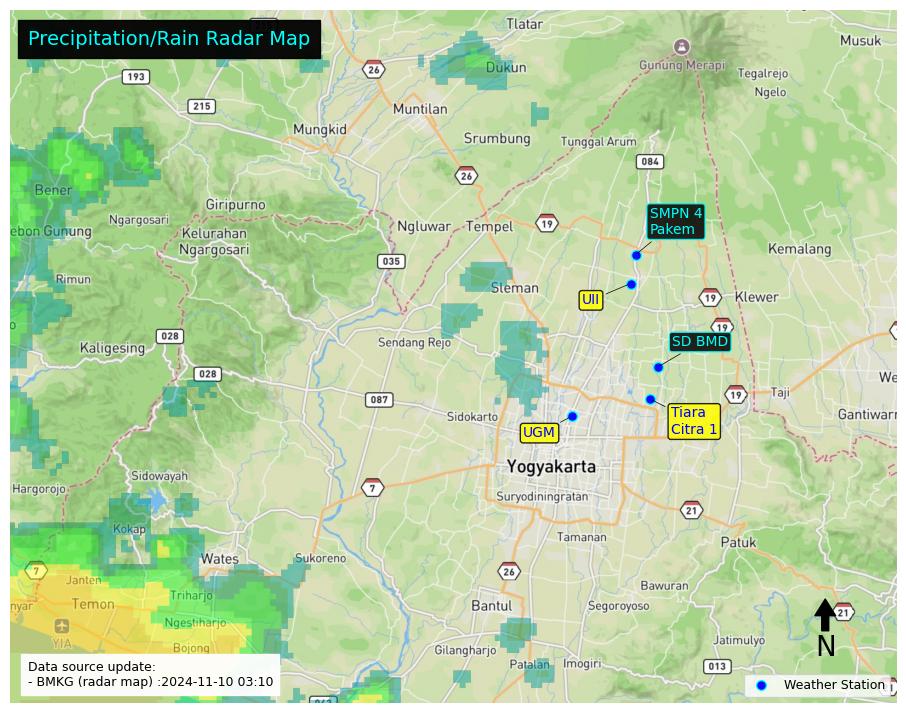 Precipitation/Rain Radar Map
Tlatar
Musuk
26
Gunung Merapi
193
Dukun
Tegalrejo
Ngelo
215
Muntilan
Mungkid
Srumbung
Tunggal Arum
084
26
Bener
Giripurno
SMPN 4
Pakem
Ngargosari
Ngluwar
Tempel
19
ebon Gunung
Kelurahan
Ngargosari
Kemalang
035
Rimun
Sleman
UII
19
Klewer
19
028
Sendang Rejo
SD BMD
Kaligesing
028
We
087
19
Taji
Sidokarto
Tiara
Citra 1
Gantiwarn
UGM
Yogyakarta
Sidowayah
Hargorojo
7
Suryodiningratan
21
Kokap
Tamanan
Patuk
Wates
Sukoreno
7
26
Janten
Bawuran
Triharjo
nyar
Temon
Bantul
Segoroyoso
21
Ngestiharjo
YIA
Jatimulyo
Bojong
Gilangharjo
N
Patalan
Imogiri
013
Data source update:
- BMKG (radar map) :2024-11-10 03:10
Weather Station